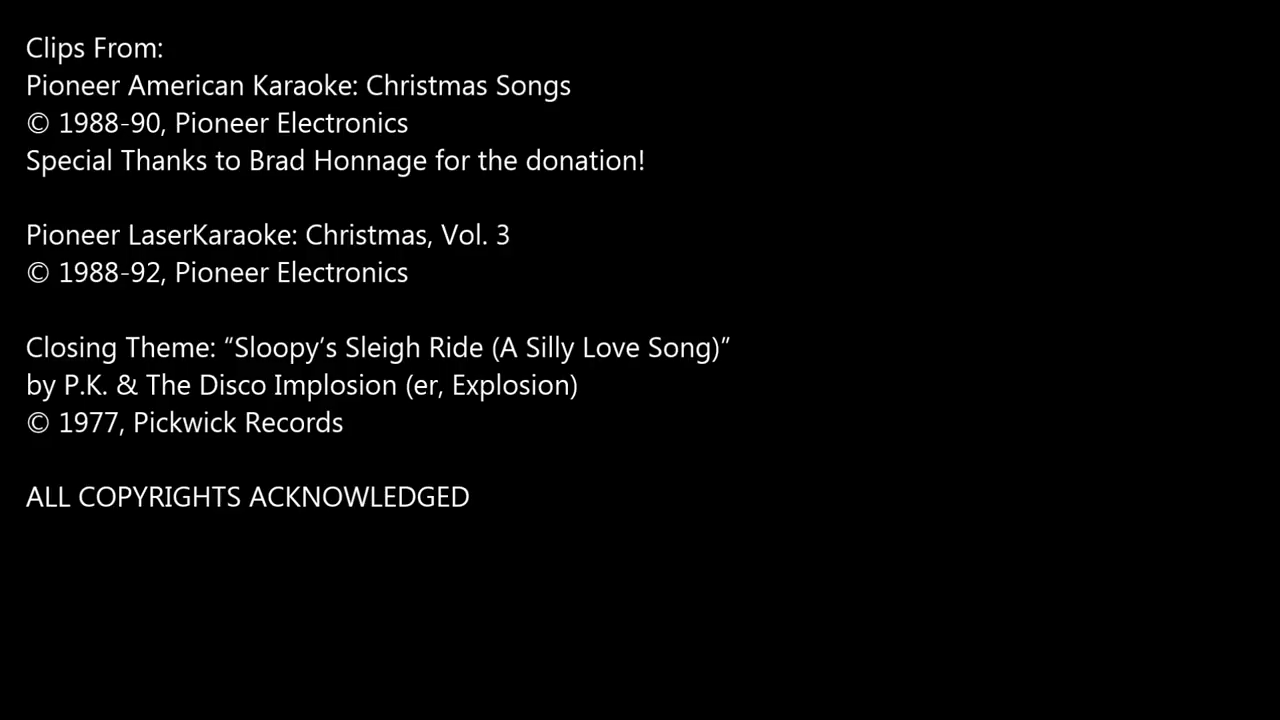 Clips From:
Pioneer American Karaoke: Christmas Songs
© 1988-90, Pioneer Electronics
Special Thanks to Brad Honnage for the donation!
Pioneer LaserKaraoke: Christmas, Vol. 3
© 1988-92, Pioneer Electronics
Closing Theme: “Sloopy’s Sleigh Ride (A Silly Love Song)”
by P.K. & The Disco Implosion (er, Explosion)
© 1977, Pickwick Records
ALL COPYRIGHTS ACKNOWLEDGED